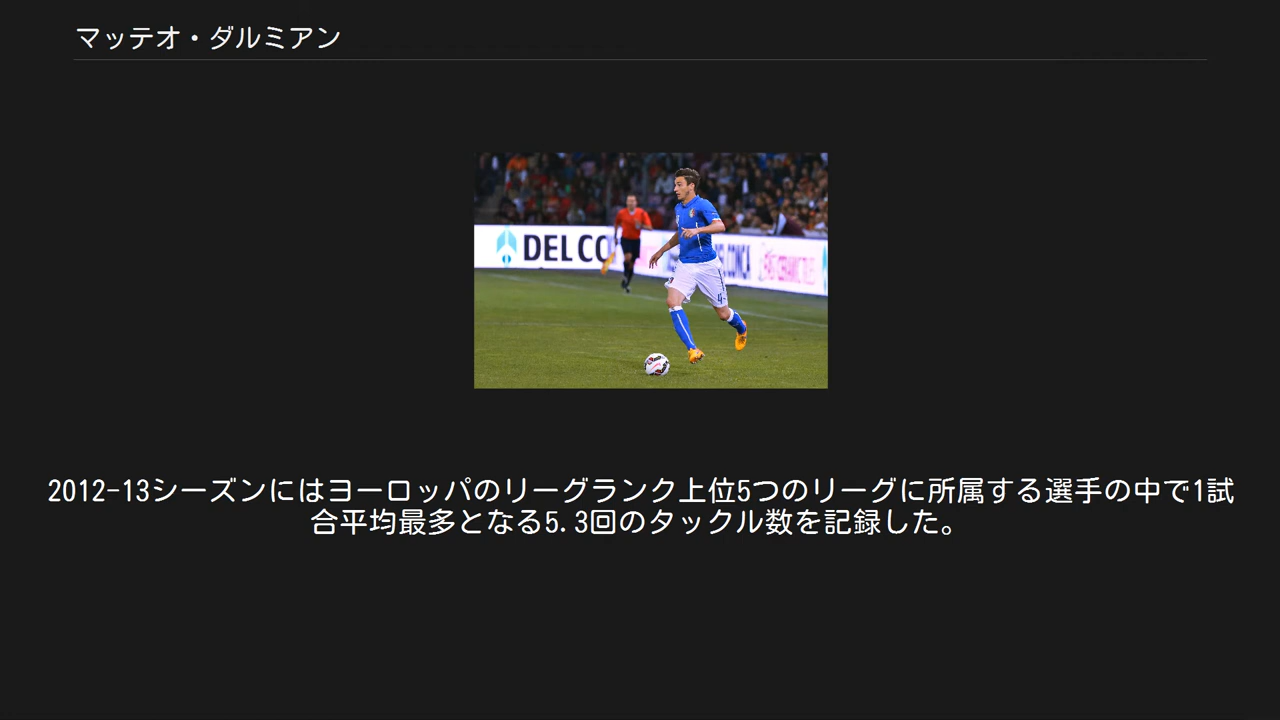 マッテオ・ダルミアン
DEL CO
DEL CONCA
4
2012-13シーズンにはヨーロッパのリーグランク上位5つのリーグに所属する選手の中で1試
合平均最多となる5.3回のタックル数を記録した。